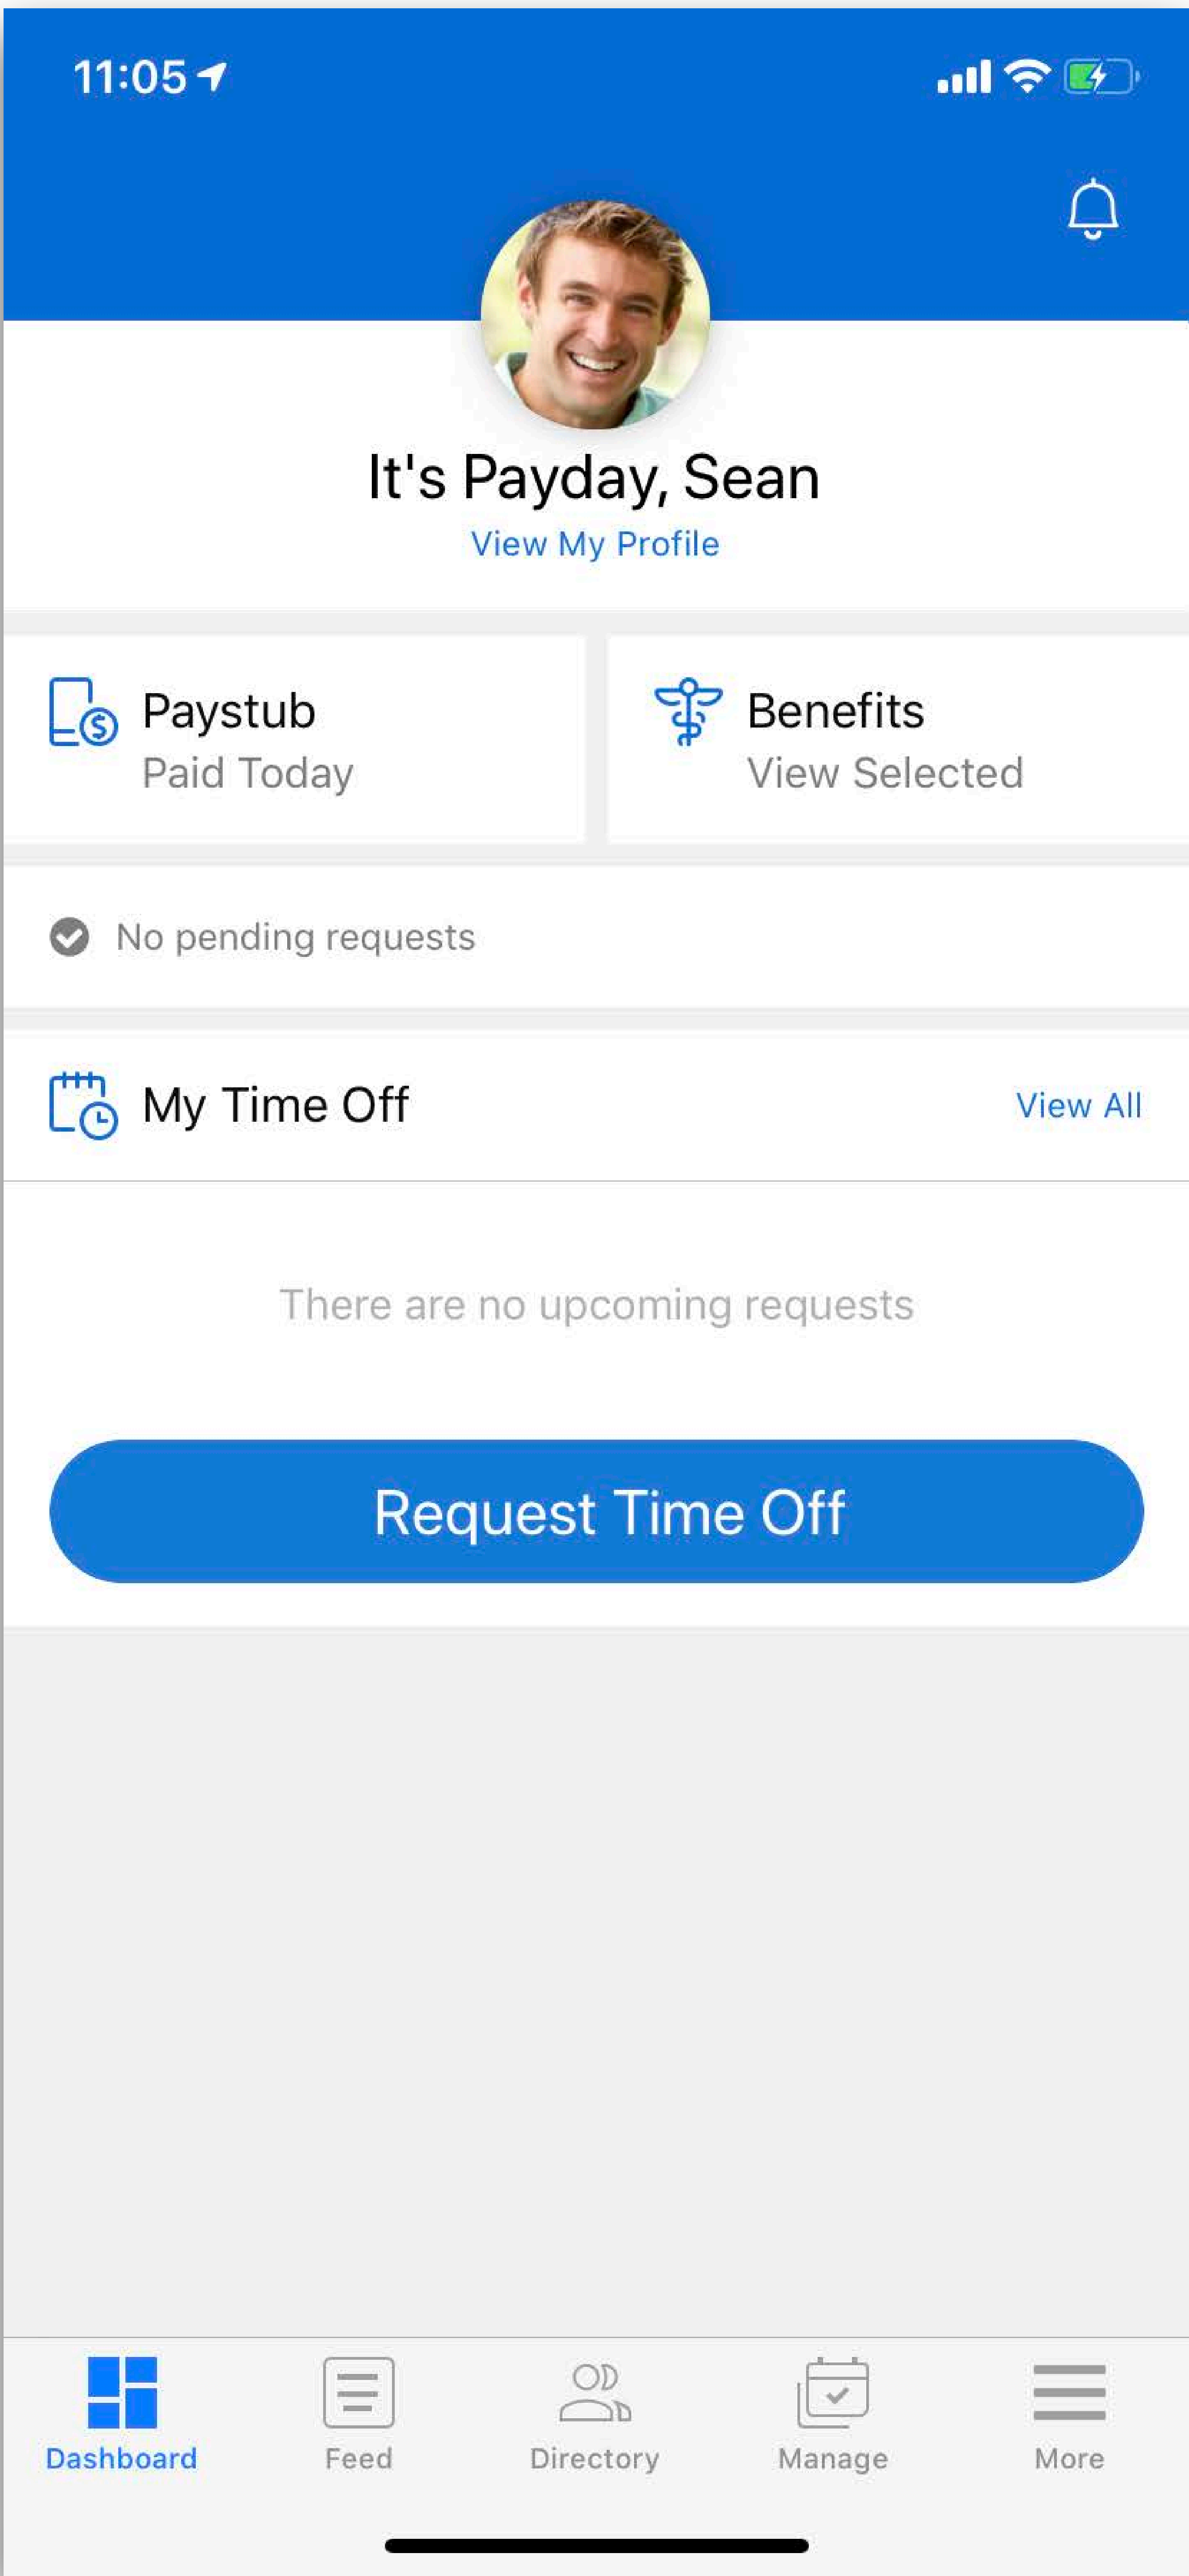 11:05
It's Payday, Sean
View My Profile
Paystub
Paid Today
Benefits
View Selected
No pending requests
My Time Off
View All
There are no upcoming requests
Request Time Off
Dashboard
Feed
Directory
Manage
More